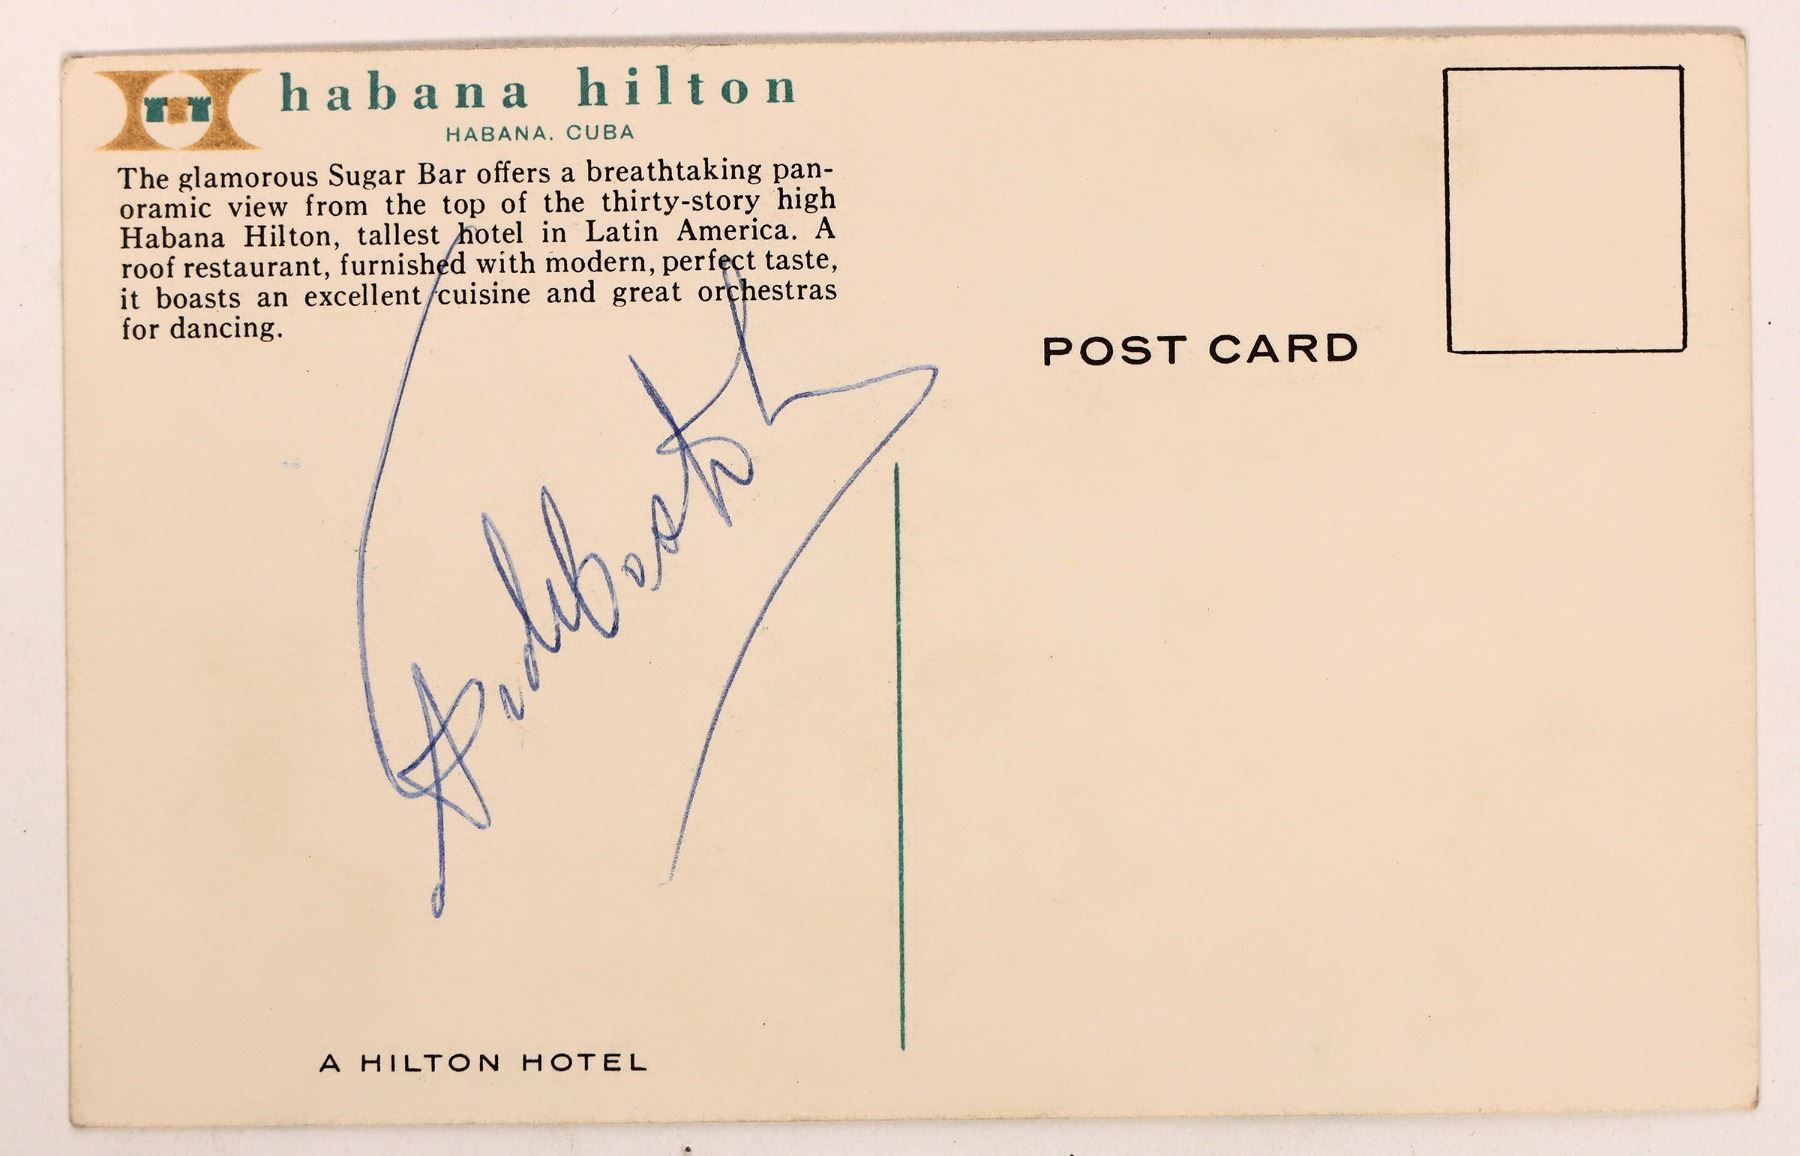 habana hilton
HABANA, CUBA
The glamorous Sugar Bar offers a breathtaking pan-
oramic view from the top of the thirty-story high
Habana Hilton, tallest hotel in Latin America. A
roof restaurant, furnished with modern, perfect taste,
it boasts an excellent cuisine and great orchestras
for dancing.
POST CARD
A HILTON HOTEL